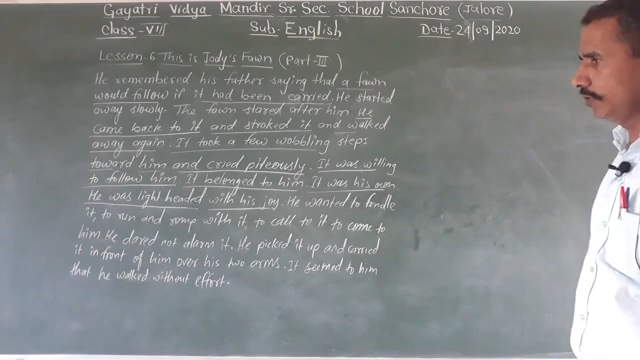 Gayatri Vidya Mandir Sr. Sec. School Sanchore (Jalore)
Class-VIII Sub. English Date-21/09/2020
Lesson-6 This is Jody's Fawn (Part-III)
He remembered his father saying that a fawn
would follow if it had been carried. He started
away slowly. The fawn stared after him. He
came back to it and stroked it and walked
away again. It took a few wobbling steps
toward him and cried piteously. It was willing
to follow him. It belonged to him. It was his own
He was light headed with his joy. He wanted to fondle
it, to run and romp with it, to call to it to come to
him. He dared not alarm it. He picked it up and carried
it in front of him over his two arms. It seemed to him
that he walked without effort.